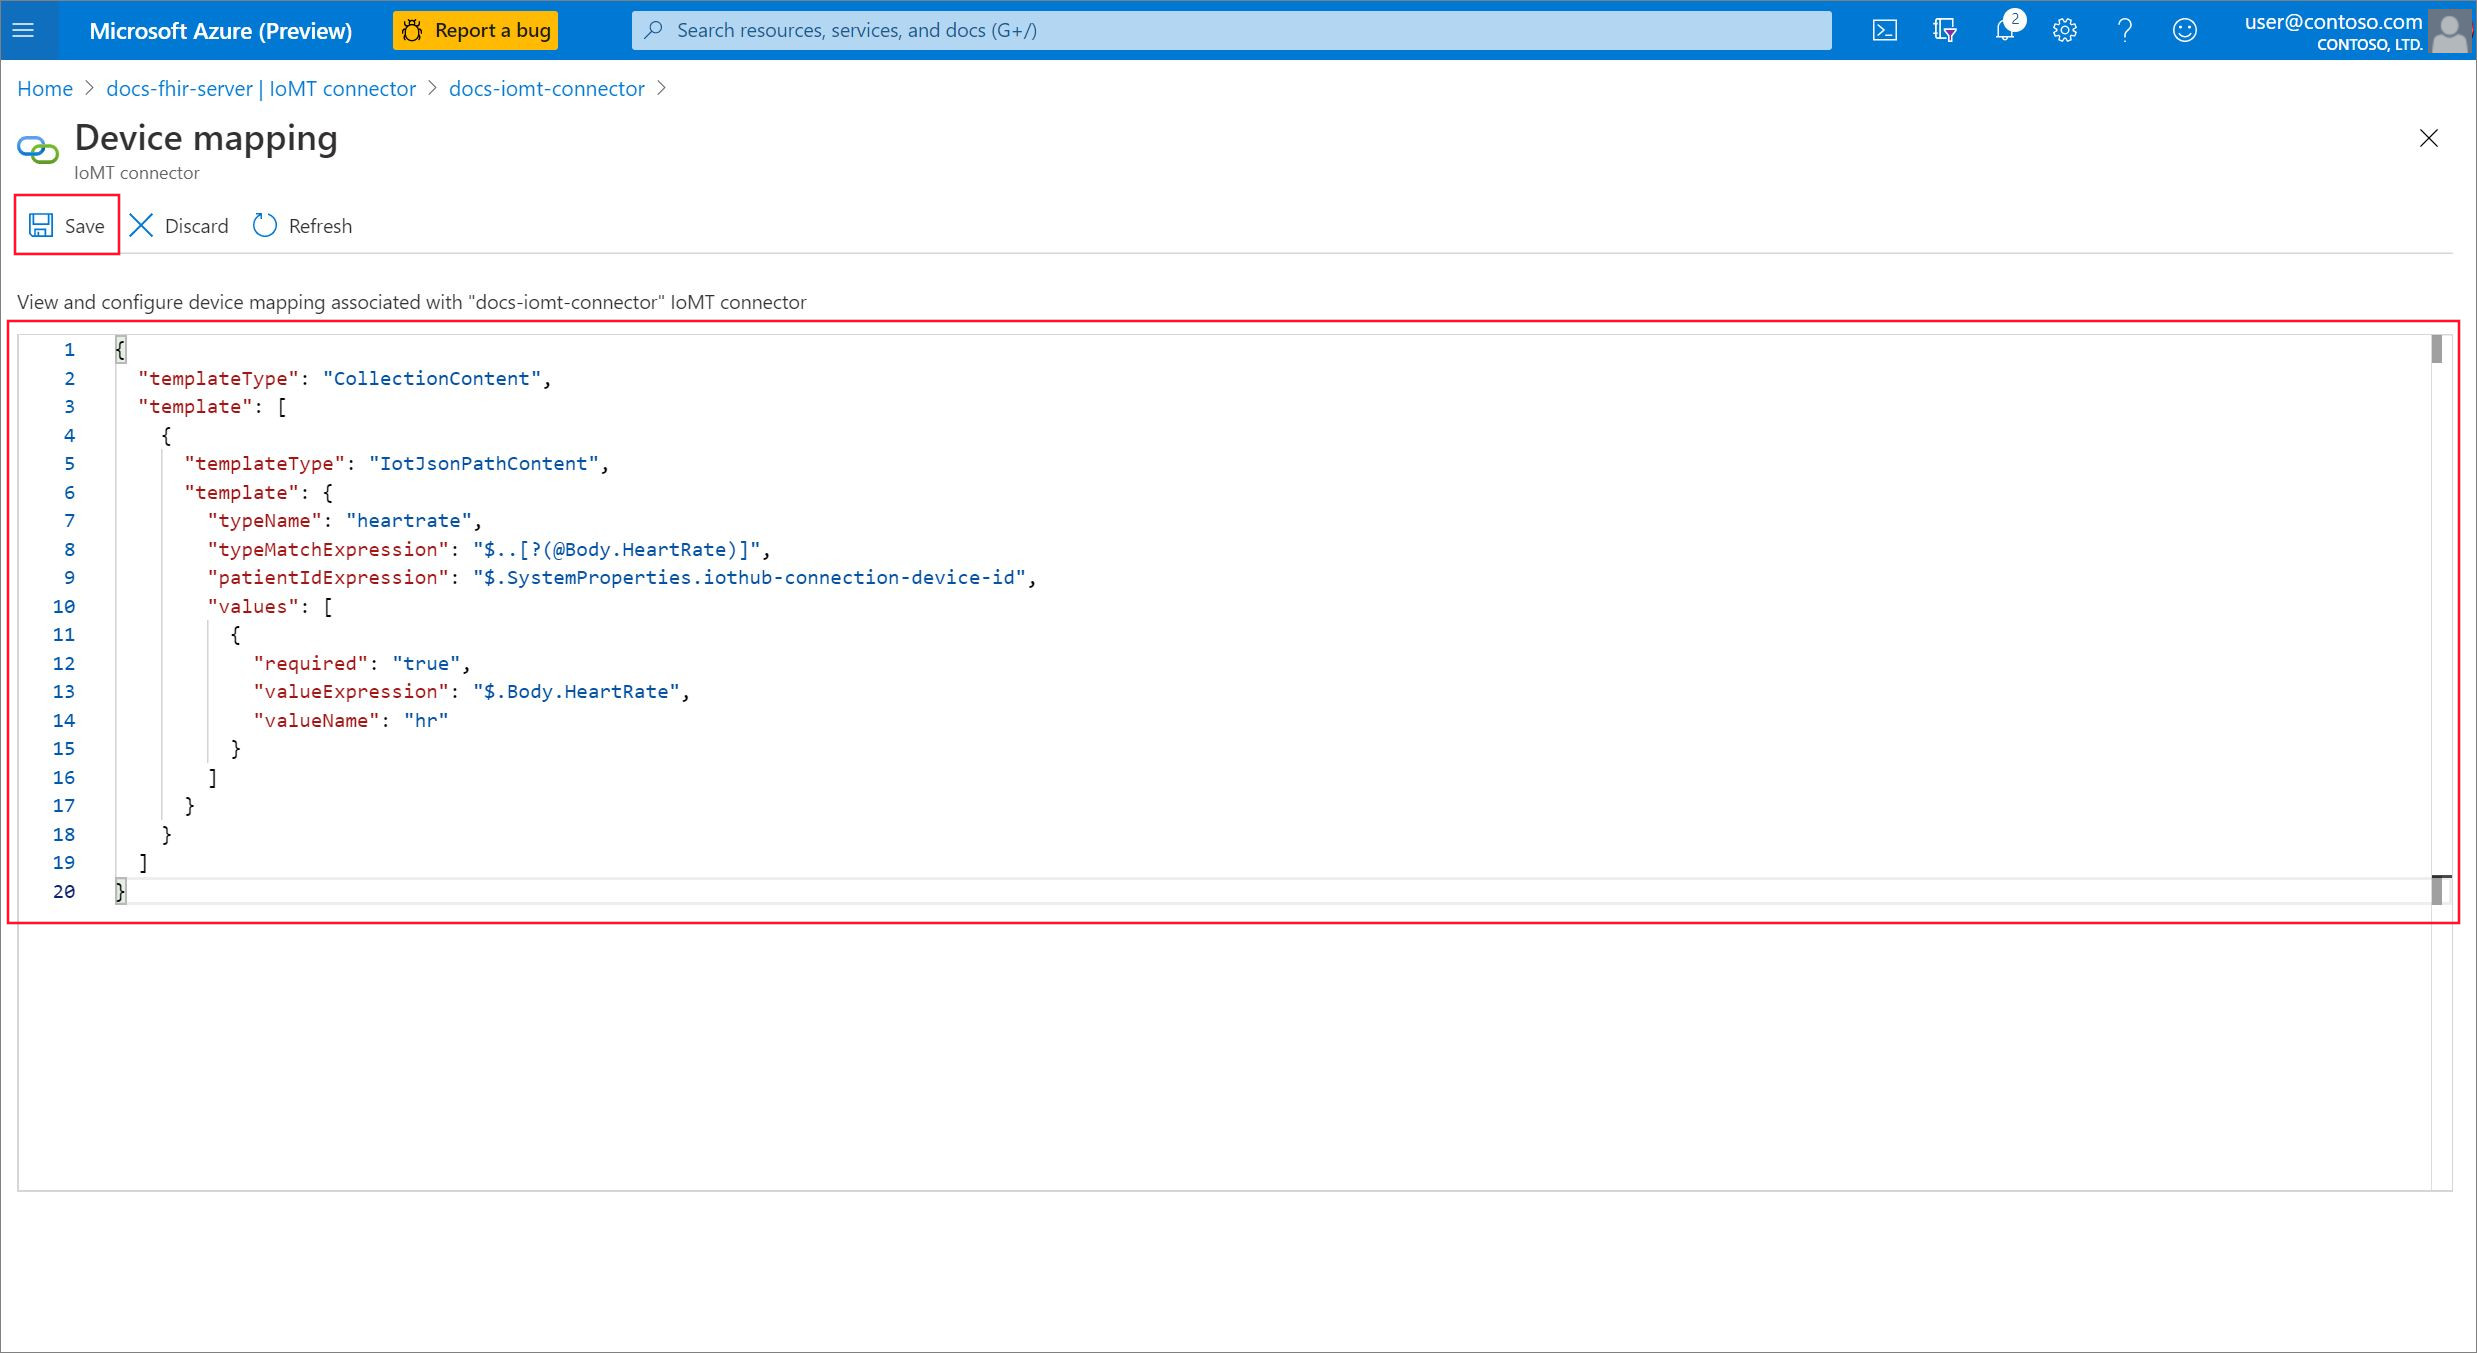 Microsoft Azure (Preview) Report a bug Search resources, services, and docs (G+/) 2 user@contoso.com
CONTOSO, LTD.
Home > docs-fhir-server | IoMT connector > docs-iomt-connector >
Device mapping
IoMT connector
Save Discard Refresh
View and configure device mapping associated with "docs-iomt-connector" IoMT connector
1 {
2 "templateType": "CollectionContent",
3 "template": [
4 {
5 "templateType": "IotJsonPathContent",
6 "template": {
7 "typeName": "heartrate",
8 "typeMatchExpression": "$..[?(@Body.HeartRate)]",
9 "patientIdExpression": "$.SystemProperties.iothub-connection-device-id",
10 "values": [
11 {
12 "required": "true",
13 "valueExpression": "$.Body.HeartRate",
14 "valueName": "hr"
15 }
16 ]
17 }
18 }
19 ]
20 }